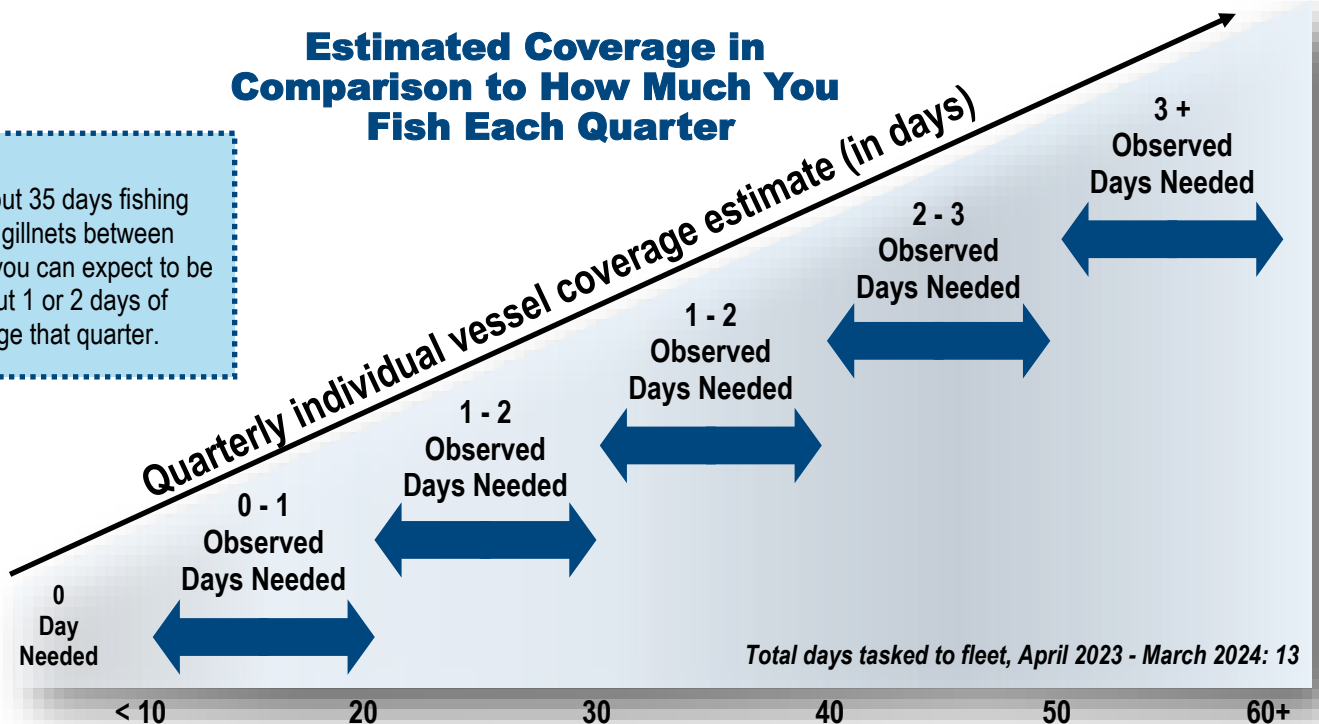 Estimated Coverage in
Comparison to How Much You
Fish Each Quarter
35 days fishing
gillnets between
you can expect to be
1 or 2 days of
that quarter.
Quarterly individual vessel coverage estimate (in days)
0
Day
Needed
0 - 1
Observed
Days Needed
1 - 2
Observed
Days Needed
1 - 2
Observed
Days Needed
2 - 3
Observed
Days Needed
3 +
Observed
Days Needed
Total days tasked to fleet, April 2023 - March 2024: 13
< 10
20
30
40
50
60+